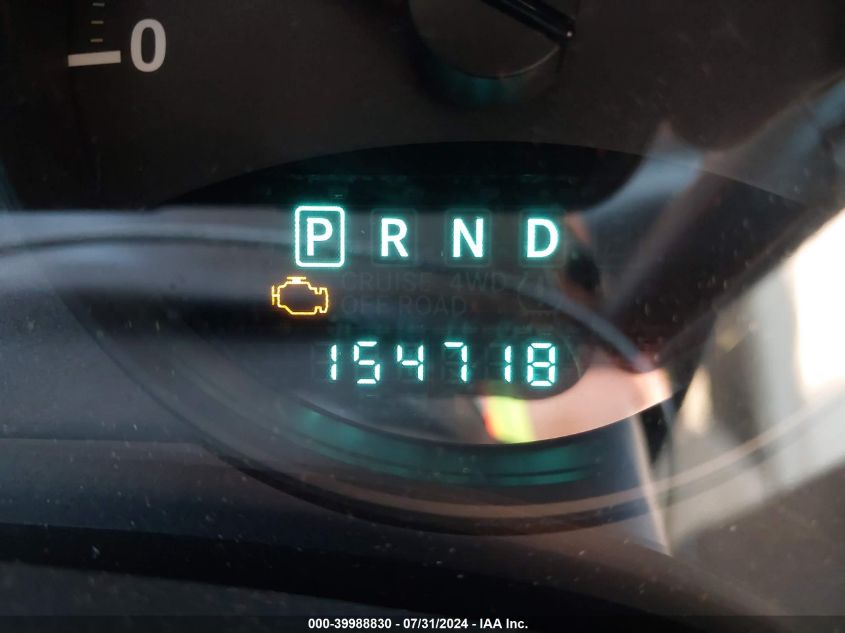 0
P R N D
CRUISE 4WD
OFF ROAD
154718
000-39988830 - 07/31/2024 - IAA Inc.